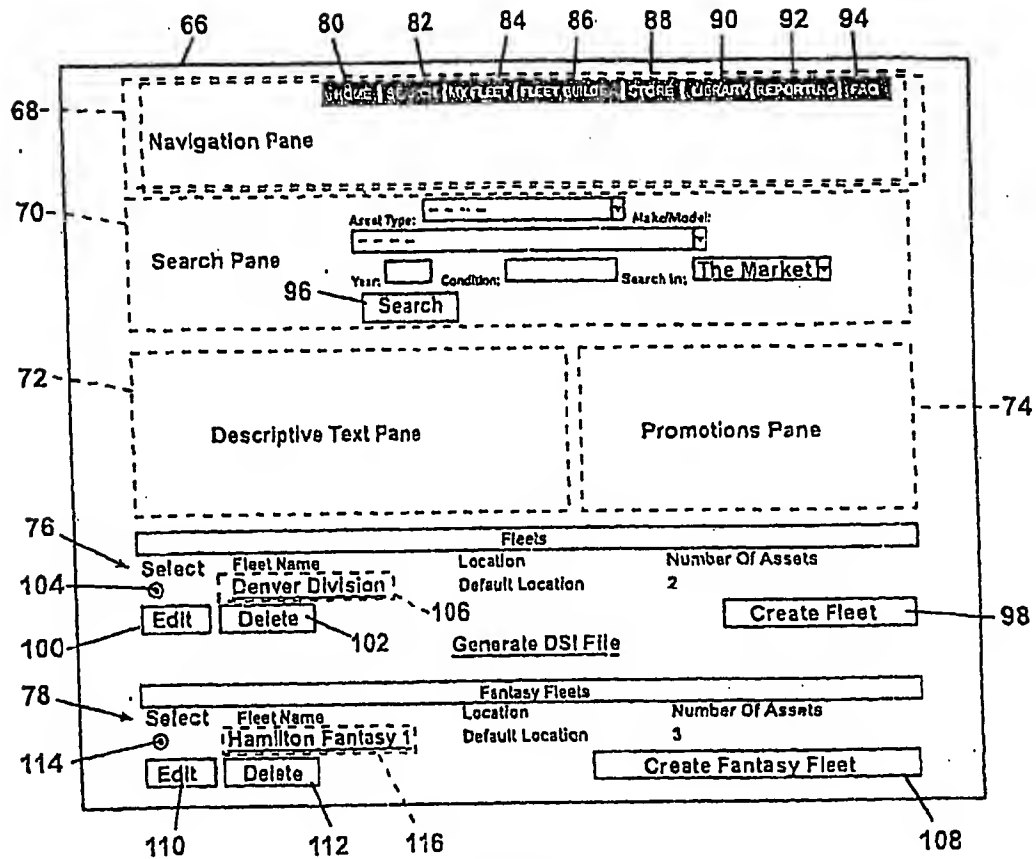 66 80 82 84 86 88 90 92 94
HOME MY FLEET FLEET STORE LIBRARY REPORTING FAQ
68
Navigation Pane
70
Asset Type: Make/Model:
Search Pane
Year: Condition: Search In: The Market
96 Search
72 74
Descriptive Text Pane Promotions Pane
76 Fleets
Select Fleet Name Location Number Of Assets
104 Denver Division Default Location 2
Edit Delete 106 Create Fleet 98
100 102 Generate DSI File
78 Fantasy Fleets
Select Fleet Name Location Number Of Assets
114 Hamilton Fantasy 1 Default Location 3
Edit Delete Create Fantasy Fleet
110 112 116 108